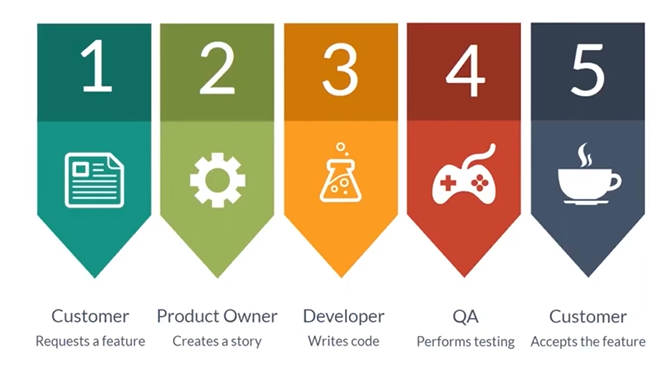 1 2 3 4 5
Customer Product Owner Developer QA Customer
Requests a feature Creates a story Writes code Performs testing Accepts the feature